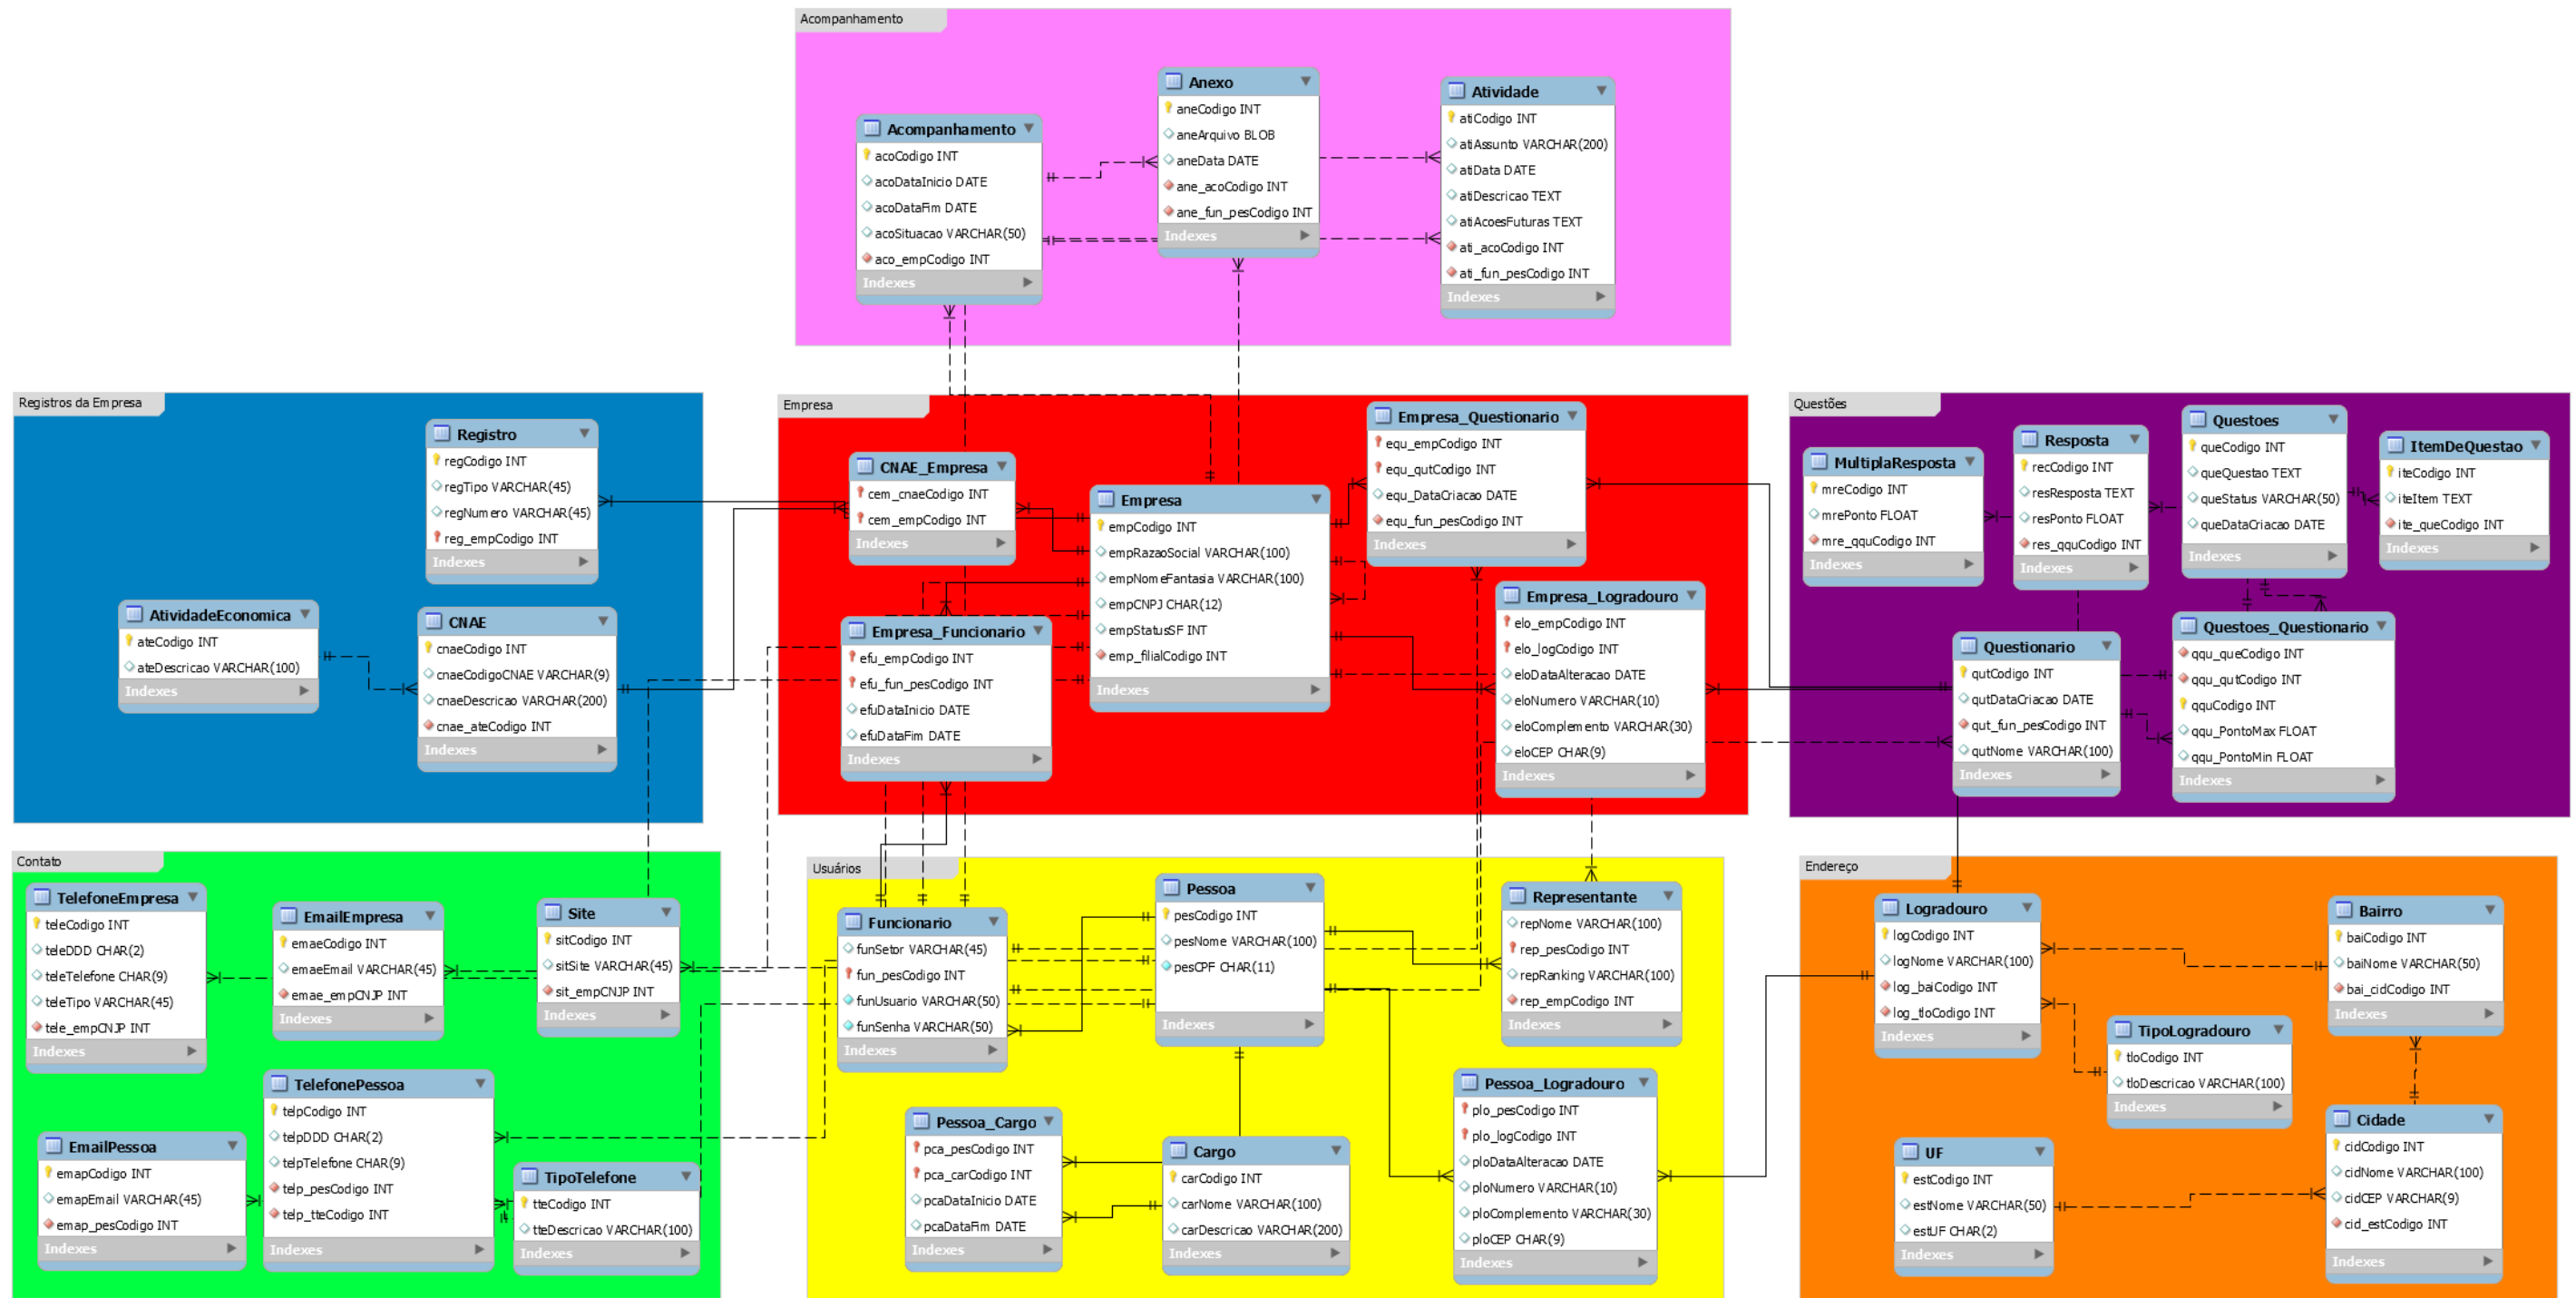 Acompanhamento
Acompanhamento
acoCodigo INT
acoDataInicio DATE
acoDataFim DATE
acoSituacao VARCHAR(50)
aco_empCodigo INT
Indexes
Anexo
aneCodigo INT
aneArquivo BLOB
aneData DATE
ane_acoCodigo INT
ane_fun_pesCodigo INT
Indexes
Atividade
atiCodigo INT
atiAssunto VARCHAR(200)
atiData DATE
atiDescricao TEXT
atiAcoesFuturas TEXT
ati_acoCodigo INT
ati_fun_pesCodigo INT
Indexes
Registros da Empresa
Registro
regCodigo INT
regTipo VARCHAR(45)
regNumero VARCHAR(45)
reg_empCodigo INT
Indexes
AtividadeEconomica
ateCodigo INT
ateDescricao VARCHAR(100)
Indexes
CNAE
cnaeCodigo INT
cnaeCodigoCNAE VARCHAR(9)
cnaeDescricao VARCHAR(200)
cnae_ateCodigo INT
Indexes
Empresa
CNAE_Empresa
cem_cnaeCodigo INT
cem_empCodigo INT
Indexes
Empresa
empCodigo INT
empRazaoSocial VARCHAR(100)
empNomeFantasia VARCHAR(100)
empCNPJ CHAR(12)
empStatusSF INT
emp_filialCodigo INT
Indexes
Empresa_Questionario
equ_empCodigo INT
equ_qutCodigo INT
equ_DataCriacao DATE
equ_fun_pesCodigo INT
Indexes
Empresa_Funcionario
efu_empCodigo INT
efu_fun_pesCodigo INT
efuDataInicio DATE
efuDataFim DATE
Indexes
Empresa_Logradouro
elo_empCodigo INT
elo_logCodigo INT
eloDataAlteracao DATE
eloNumero VARCHAR(10)
eloComplemento VARCHAR(30)
eloCEP CHAR(9)
Indexes
Questões
MultiplaResposta
mreCodigo INT
mrePonto FLOAT
mre_qquCodigo INT
Indexes
Resposta
recCodigo INT
resResposta TEXT
resPonto FLOAT
res_qquCodigo INT
Indexes
Questoes
queCodigo INT
queQuestao TEXT
queStatus VARCHAR(50)
queDataCriacao DATE
Indexes
ItemDeQuestao
iteCodigo INT
iteItem TEXT
ite_queCodigo INT
Indexes
Questionario
qutCodigo INT
qutDataCriacao DATE
qut_fun_pesCodigo INT
qutNome VARCHAR(100)
Indexes
Questoes_Questionario
qqu_queCodigo INT
qqu_qutCodigo INT
qquCodigo INT
qqu_PontoMax FLOAT
qqu_PontoMin FLOAT
Indexes
Contato
TelefoneEmpresa
teleCodigo INT
teleDDD CHAR(2)
teleTelefone CHAR(9)
teleTipo VARCHAR(45)
tele_empCNJP INT
Indexes
EmailEmpresa
emaeCodigo INT
emaeEmail VARCHAR(45)
emae_empCNJP INT
Indexes
Site
sitCodigo INT
sitSite VARCHAR(45)
sit_empCNJP INT
Indexes
EmailPessoa
emapCodigo INT
emapEmail VARCHAR(45)
emap_pesCodigo INT
Indexes
TelefonePessoa
telpCodigo INT
telpDDD CHAR(2)
telpTelefone CHAR(9)
telp_pesCodigo INT
telp_tteCodigo INT
Indexes
TipoTelefone
tteCodigo INT
tteDescricao VARCHAR(100)
Indexes
Usuários
Funcionario
funSetor VARCHAR(45)
fun_pesCodigo INT
funUsuario VARCHAR(50)
funSenha VARCHAR(50)
Indexes
Pessoa
pesCodigo INT
pesNome VARCHAR(100)
pesCPF CHAR(11)
Indexes
Representante
repNome VARCHAR(100)
rep_pesCodigo INT
repRanking VARCHAR(100)
rep_empCodigo INT
Indexes
Pessoa_Cargo
pca_pesCodigo INT
pca_carCodigo INT
pcaDataInicio DATE
pcaDataFim DATE
Indexes
Cargo
carCodigo INT
carNome VARCHAR(100)
carDescricao VARCHAR(200)
Indexes
Pessoa_Logradouro
plo_pesCodigo INT
plo_logCodigo INT
ploDataAlteracao DATE
ploNumero VARCHAR(10)
ploComplemento VARCHAR(30)
ploCEP CHAR(9)
Indexes
Endereço
Logradouro
logCodigo INT
logNome VARCHAR(100)
log_baiCodigo INT
log_tloCodigo INT
Indexes
Bairro
baiCodigo INT
baiNome VARCHAR(50)
bai_cidCodigo INT
Indexes
TipoLogradouro
tloCodigo INT
tloDescricao VARCHAR(100)
Indexes
UF
estCodigo INT
estNome VARCHAR(50)
estUF CHAR(2)
Indexes
Cidade
cidCodigo INT
cidNome VARCHAR(100)
cidCEP VARCHAR(9)
cid_estCodigo INT
Indexes